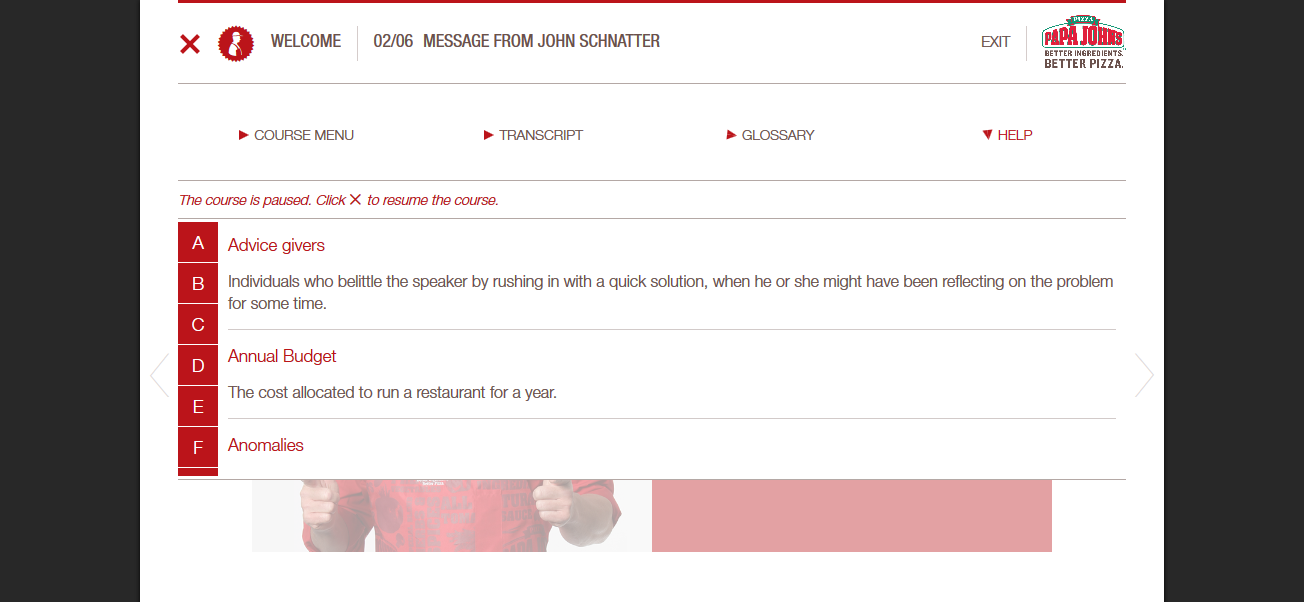 WELCOME
02/06 MESSAGE FROM JOHN SCHNATTER
EXIT
PIZZA
PAPA JOHNS
BETTER INGREDIENTS.
BETTER PIZZA.
COURSE MENU
TRANSCRIPT
GLOSSARY
HELP
The course is paused. Click ✕ to resume the course.
A
B
C
D
E
F
Advice givers
Individuals who belittle the speaker by rushing in with a quick solution, when he or she might have been reflecting on the problem
for some time.
Annual Budget
The cost allocated to run a restaurant for a year.
Anomalies